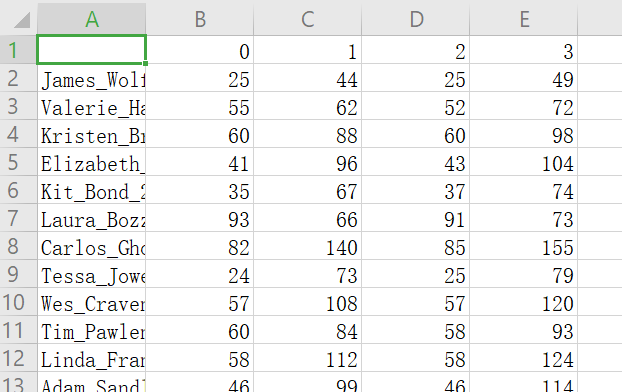 A B C D E
1 0 1 2 3
2 James_Wolf 25 44 25 49
3 Valerie_Ha 55 62 52 72
4 Kristen_Br 60 88 60 98
5 Elizabeth_ 41 96 43 104
6 Kit_Bond_2 35 67 37 74
7 Laura_Bozz 93 66 91 73
8 Carlos_Gho 82 140 85 155
9 Tessa_Jowe 24 73 25 79
10 Wes_Craven 57 108 57 120
11 Tim_Pawlen 60 84 58 93
12 Linda_Fran 58 112 58 124
13 Adam_Sandl 46 99 46 114